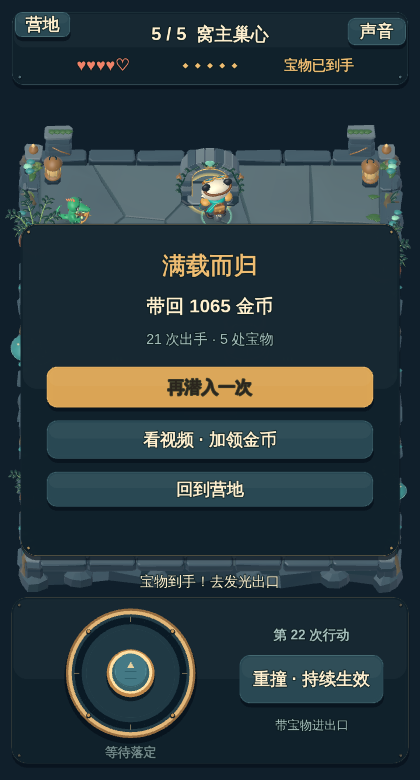 营地
5 / 5 窝主巢心
声音
宝物已到手
满载而归
带回 1065 金币
21 次出手 · 5 处宝物
再潜入一次
看视频 · 加领金币
回到营地
宝物到手！去发光出口
第 22 次行动
重撞 · 持续生效
带宝物进出口
等待落定